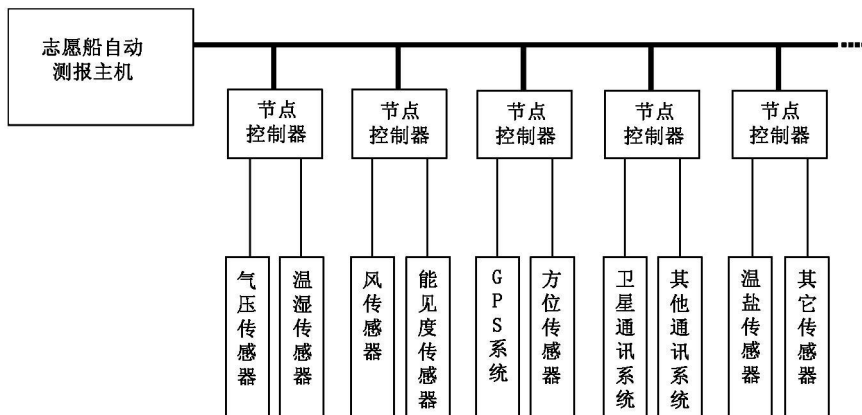 志愿船自动
测报主机
节点
控制器
节点
控制器
节点
控制器
节点
控制器
节点
控制器
气压传感器
温湿传感器
风传感器
能见度传感器
GPS系统
方位传感器
卫星通讯系统
其他通讯系统
温盐传感器
其它传感器